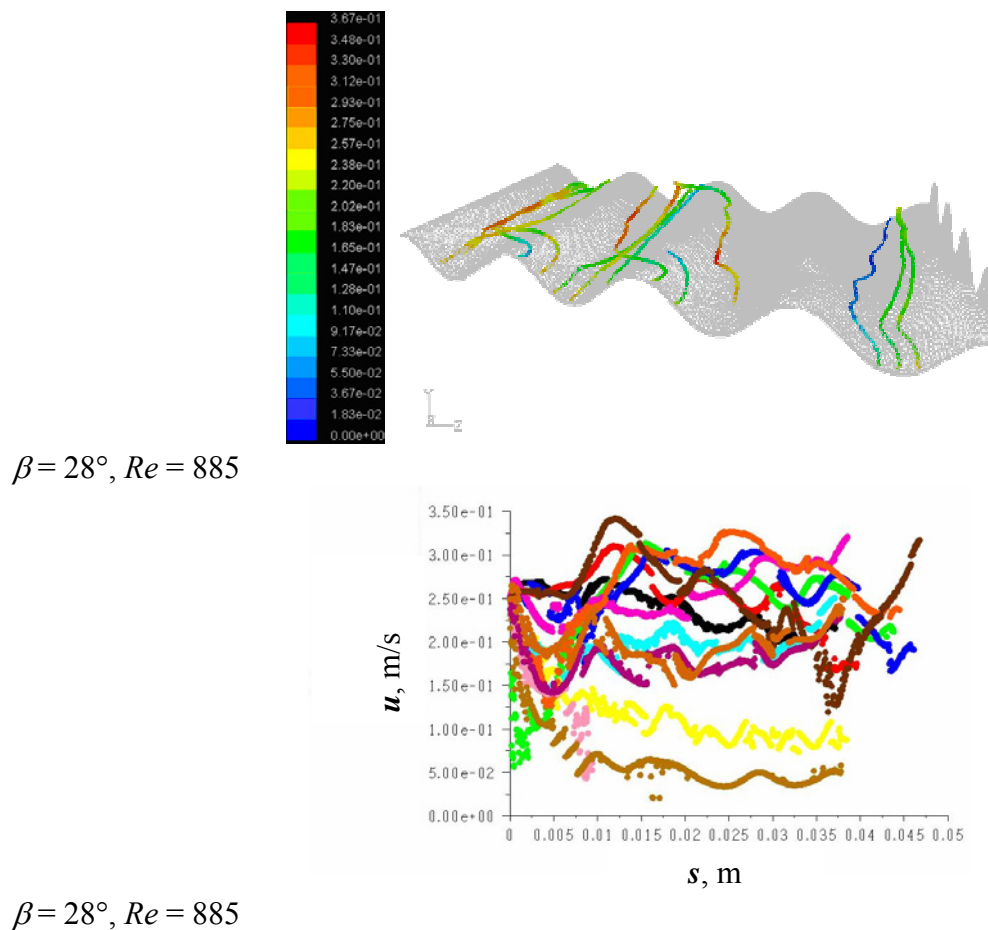 3.67e-01
3.48e-01
3.30e-01
3.12e-01
2.93e-01
2.75e-01
2.57e-01
2.38e-01
2.20e-01
2.02e-01
1.83e-01
1.65e-01
1.47e-01
1.28e-01
1.10e-01
9.17e-02
7.33e-02
5.50e-02
3.67e-02
1.83e-02
0.00e+00
Z
β = 28°, Re = 885
3.50e-01
3.00e-01
2.50e-01
2.00e-01
1.50e-01
1.00e-01
5.00e-02
0.00e+00
u, m/s
0 0.005 0.01 0.015 0.02 0.025 0.03 0.035 0.04 0.045 0.05
s, m
β = 28°, Re = 885